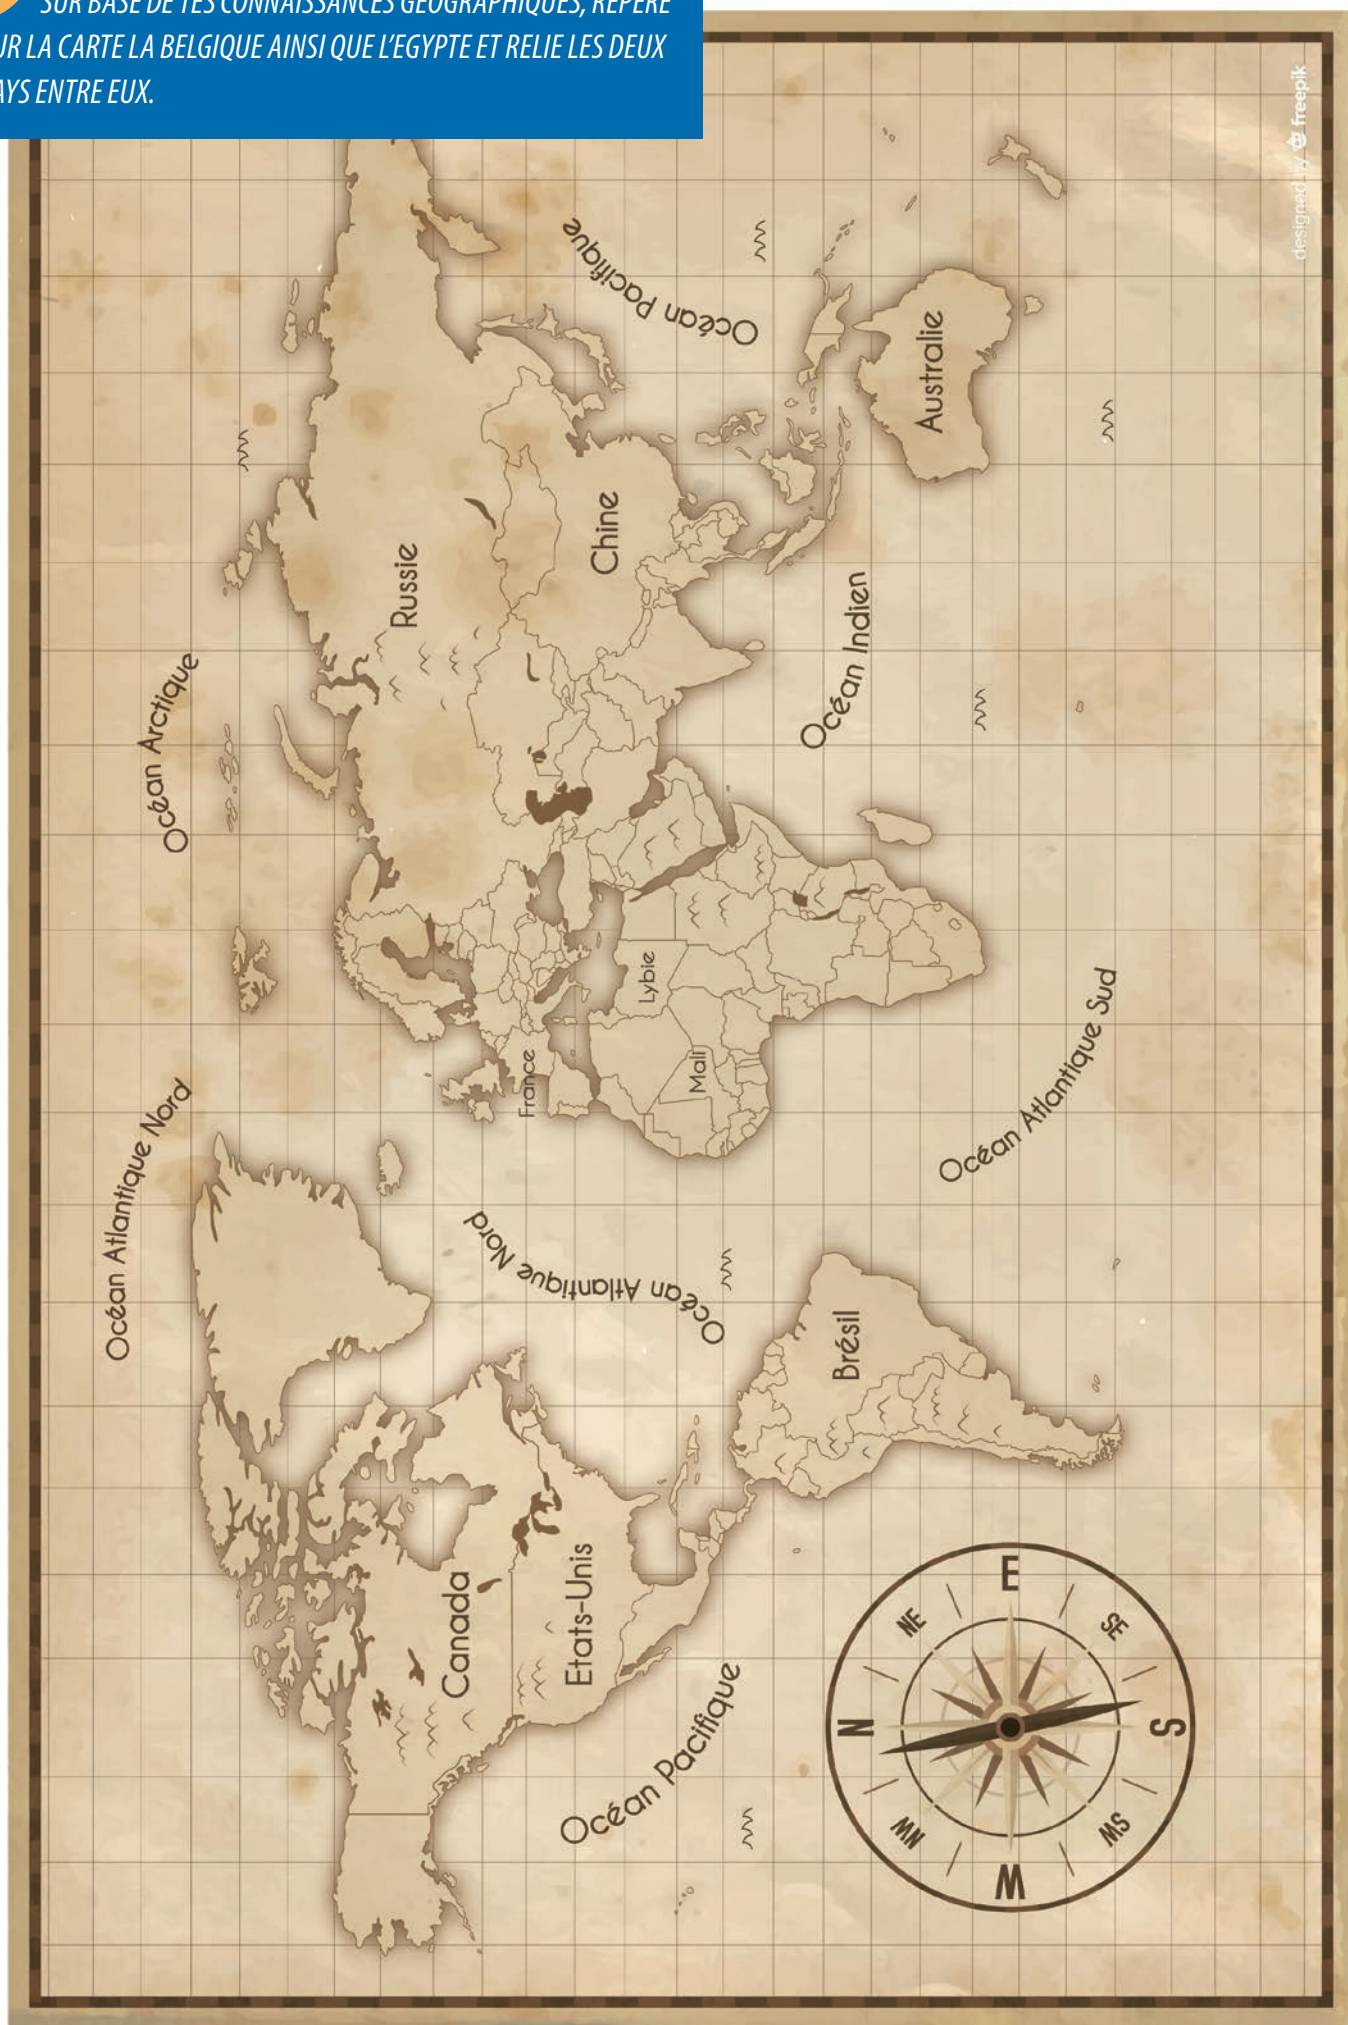 SUR BASE DE TES CONNAISSANCES GÉOGRAPHIQUES, REPÈRE
UR LA CARTE LA BELGIQUE AINSI QUE L'EGYPTE ET RELIE LES DEUX
AYS ENTRE EUX.
designed by freepik
Océan Arctique
Océan Atlantique Nord
Océan Pacifique
Russie
Chine
Australie
Océan Indien
Lybie
Mali
France
Océan Atlantique Sud
Océan Atlantique Nord
Brésil
Canada
Etats-Unis
Océan Pacifique
N
NE
E
SE
S
SW
W
NW